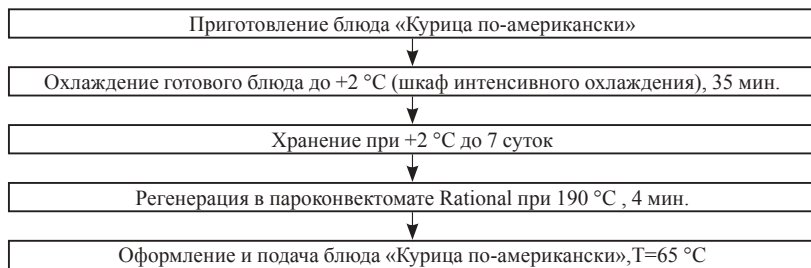 Приготовление блюда «Курица по-американски»
Охлаждение готового блюда до +2 °С (шкаф интенсивного охлаждения), 35 мин.
Хранение при +2 °С до 7 суток
Регенерация в пароконвектомате Rational при 190 °С , 4 мин.
Оформление и подача блюда «Курица по-американски»,Т=65 °С